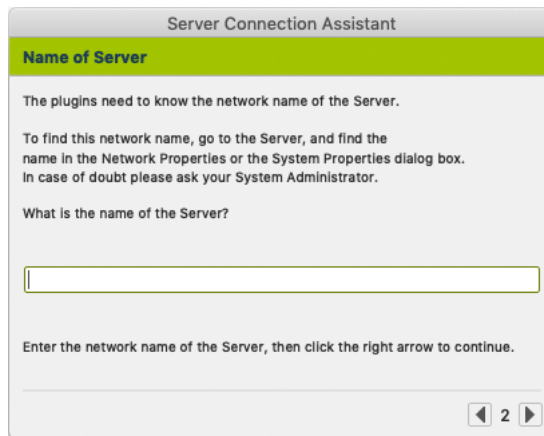 Server Connection Assistant
Name of Server
The plugins need to know the network name of the Server.
To find this network name, go to the Server, and find the
name in the Network Properties or the System Properties dialog box.
In case of doubt please ask your System Administrator.
What is the name of the Server?
Enter the network name of the Server, then click the right arrow to continue.
2